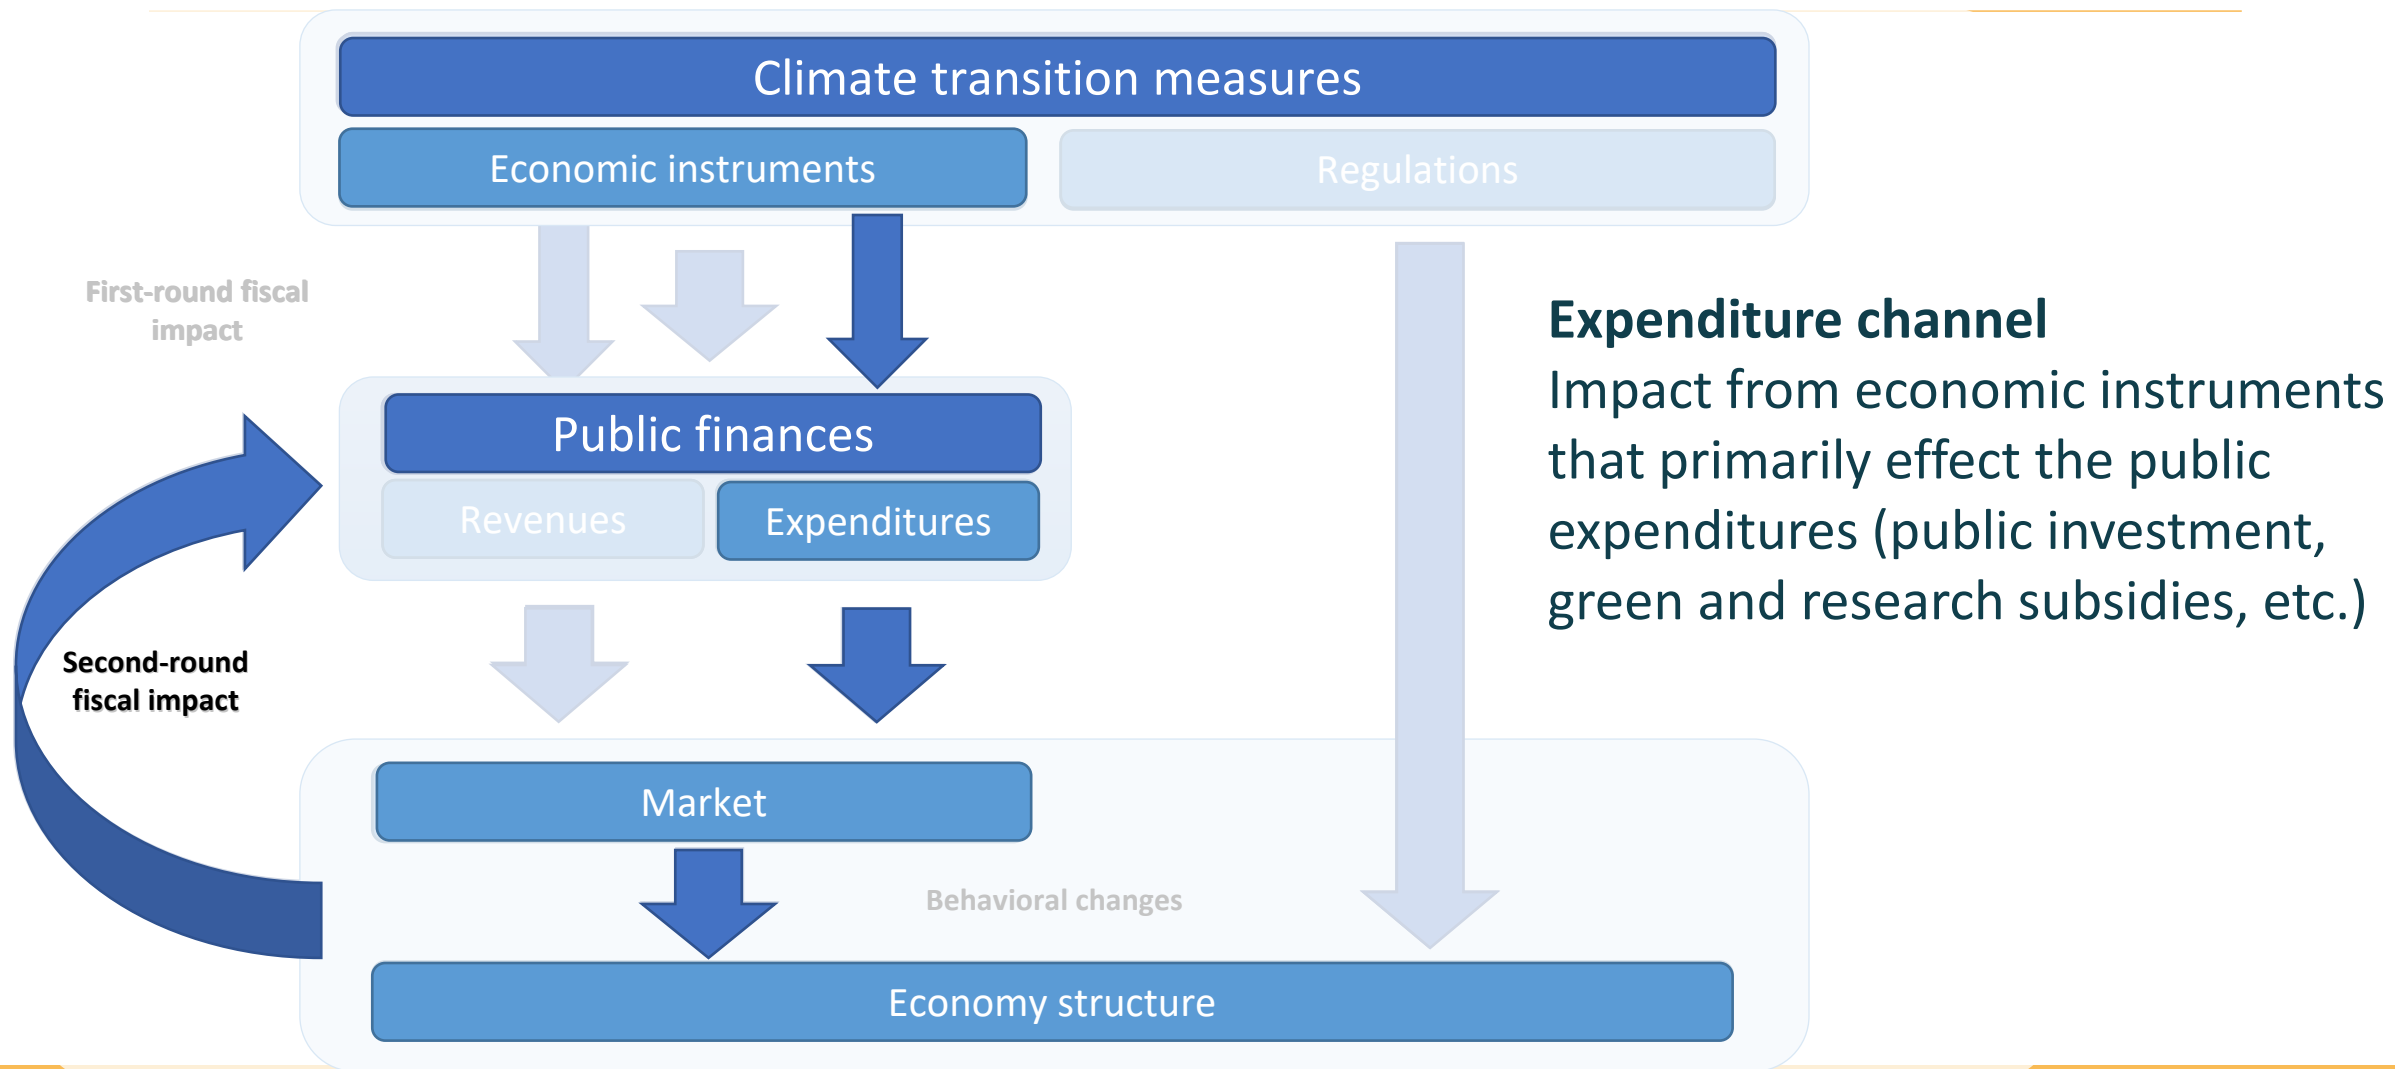 Climate transition measures
Economic instruments
Regulations
First-round fiscal
impact
Public finances
Revenues
Expenditures
Second-round
fiscal impact
Market
Behavioral changes
Economy structure
Expenditure channel
Impact from economic instruments
that primarily effect the public
expenditures (public investment,
green and research subsidies, etc.)